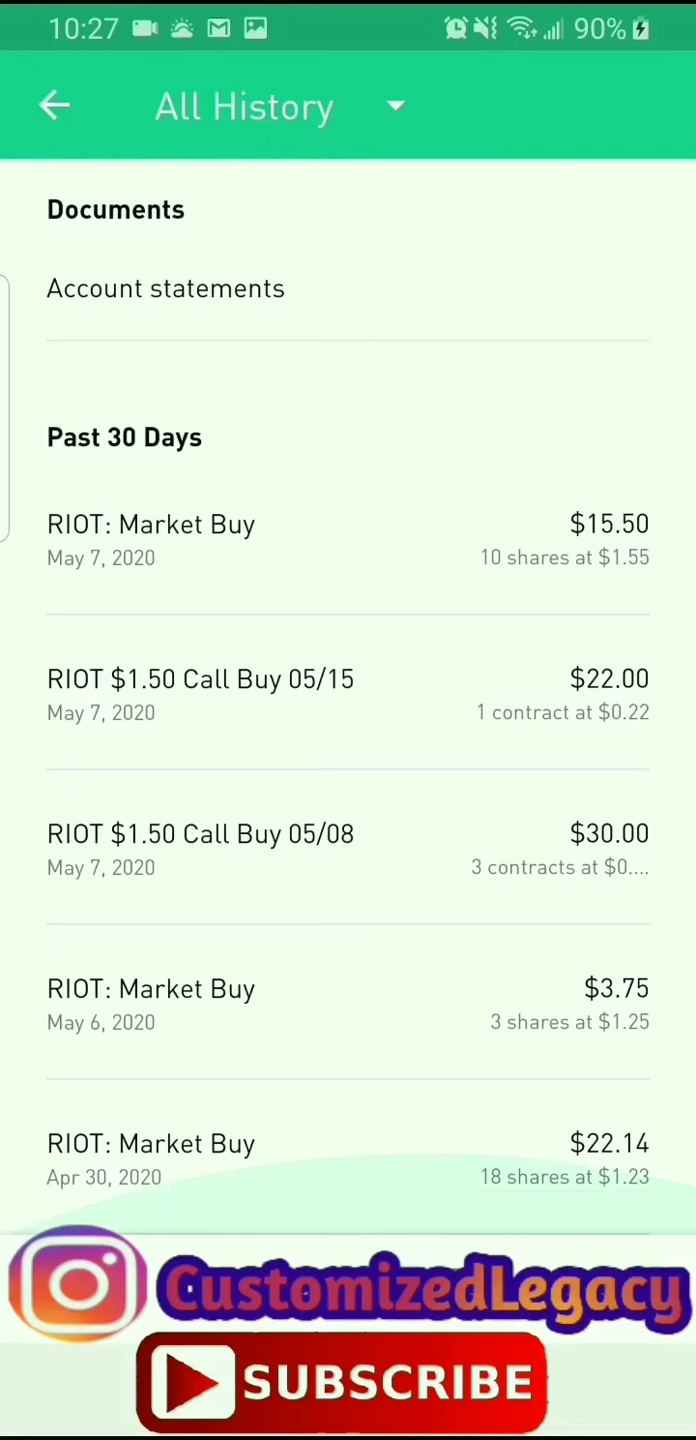 10:27 90%
All History
Documents
Account statements
Past 30 Days
RIOT: Market Buy $15.50
May 7, 2020 10 shares at $1.55
RIOT $1.50 Call Buy 05/15 $22.00
May 7, 2020 1 contract at $0.22
RIOT $1.50 Call Buy 05/08 $30.00
May 7, 2020 3 contracts at $0....
RIOT: Market Buy $3.75
May 6, 2020 3 shares at $1.25
RIOT: Market Buy $22.14
Apr 30, 2020 18 shares at $1.23
CustomizedLegacy
SUBSCRIBE